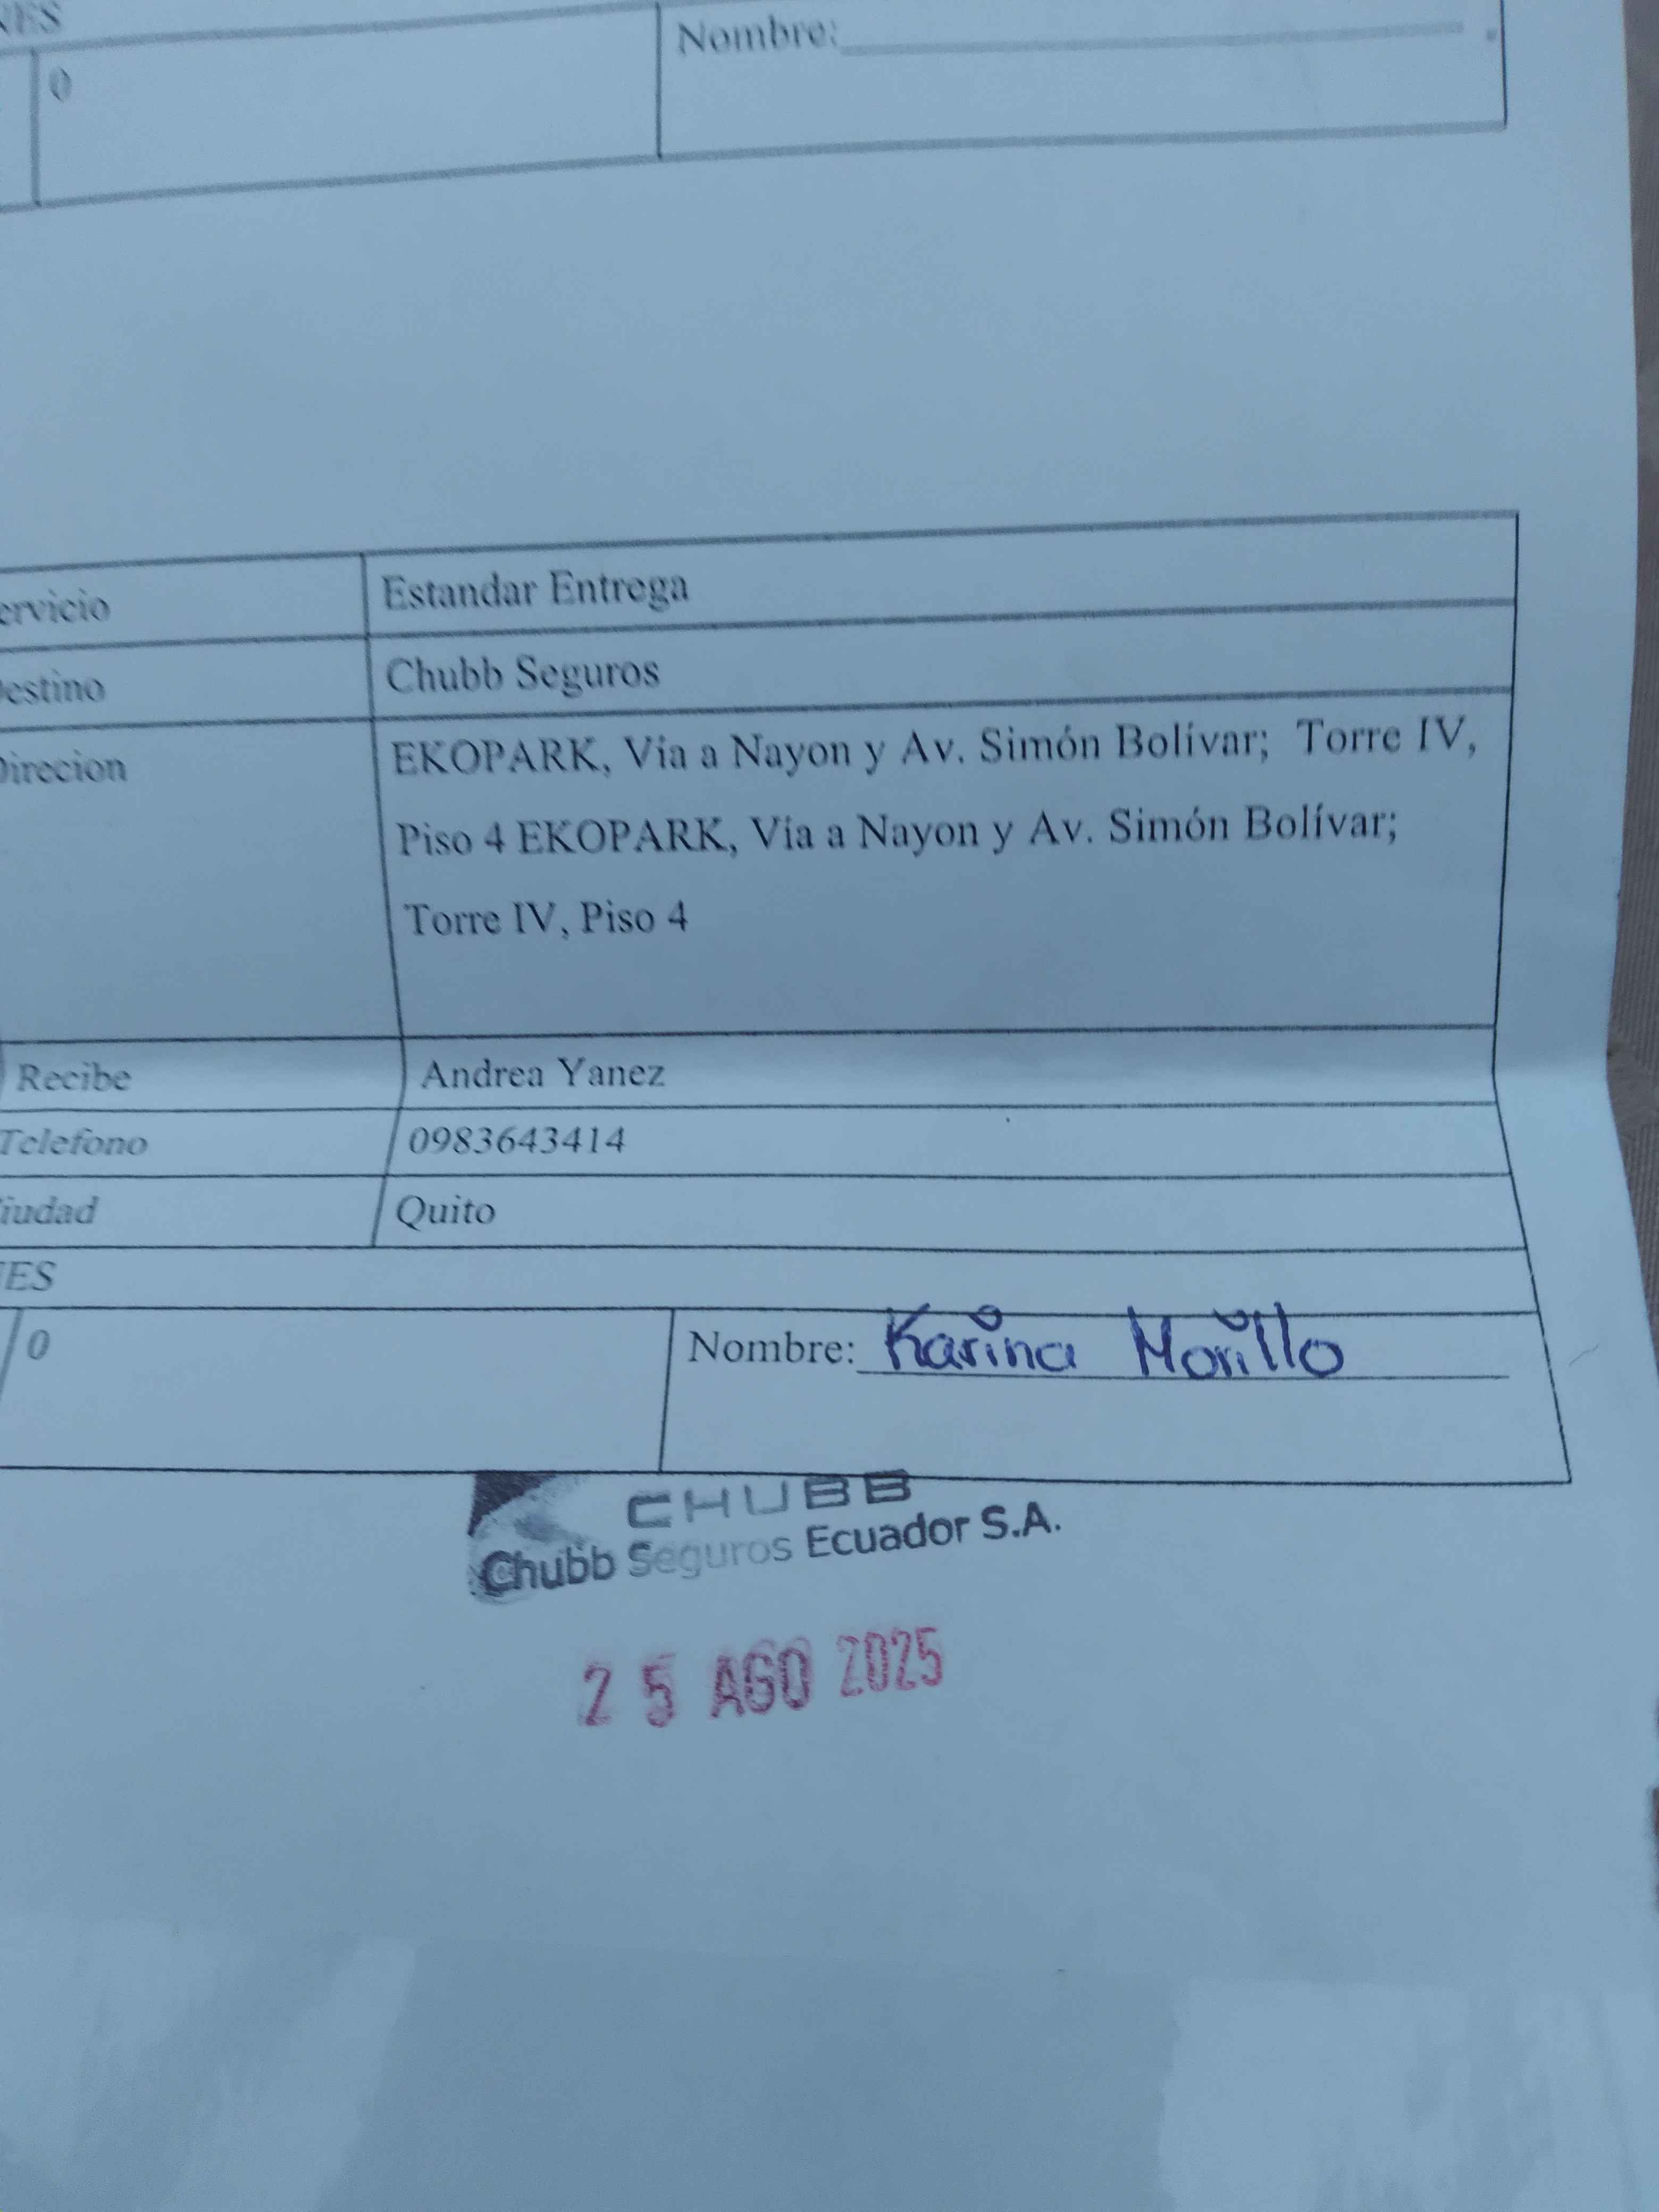 NES
0
Nombre:
ervicio Estandar Entrega
estino Chubb Seguros
Direcion EKOPARK, Vía a Nayon y Av. Simón Bolívar; Torre IV,
Piso 4 EKOPARK, Vía a Nayon y Av. Simón Bolívar;
Torre IV, Piso 4
Recibe Andrea Yanez
Telefono 0983643414
iudad Quito
ES
0 Nombre: Karina Morillo
CHUBB
Chubb Seguros Ecuador S.A.
25 AGO 2025